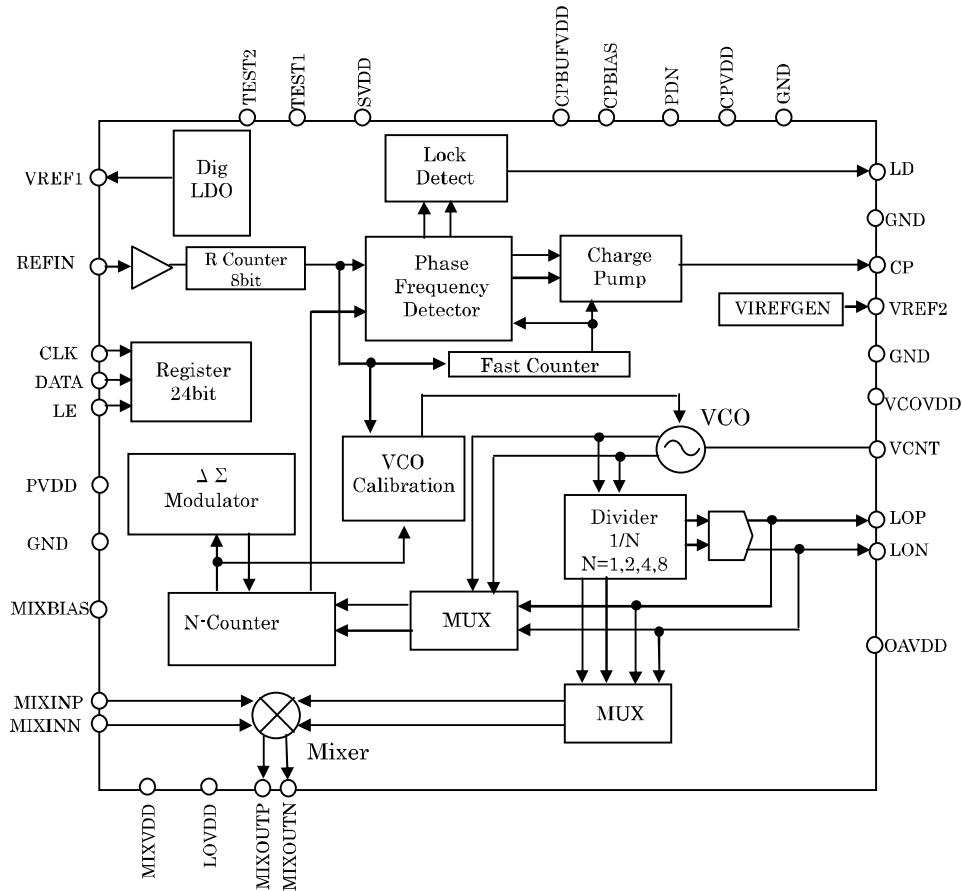 TEST2
TEST1
SVDD
CPBUFVDD
CPBIAS
PDN
CPVDD
GND
VREF1
Dig
LDO
Lock
Detect
LD
GND
REFIN
R Counter
8bit
Phase
Frequency
Detector
Charge
Pump
CP
VIREFGEN
VREF2
CLK
DATA
LE
Register
24bit
Fast Counter
GND
VCOVDD
VCO
VCNT
PVDD
Δ Σ
Modulator
VCO
Calibration
Divider
1/N
N=1,2,4,8
LOP
LON
GND
MIXBIAS
N-Counter
MUX
OAVDD
MIXINP
MIXINN
Mixer
MUX
MIXVDD
LOVDD
MIXOUTP
MIXOUTN